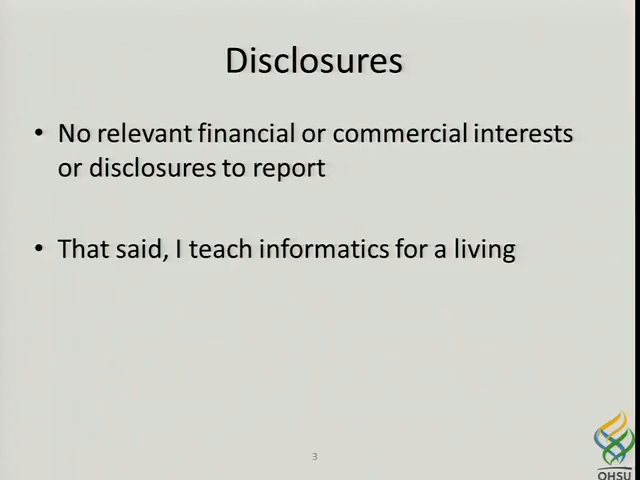 Disclosures
• No relevant financial or commercial interests
or disclosures to report
• That said, I teach informatics for a living
3
OHSU